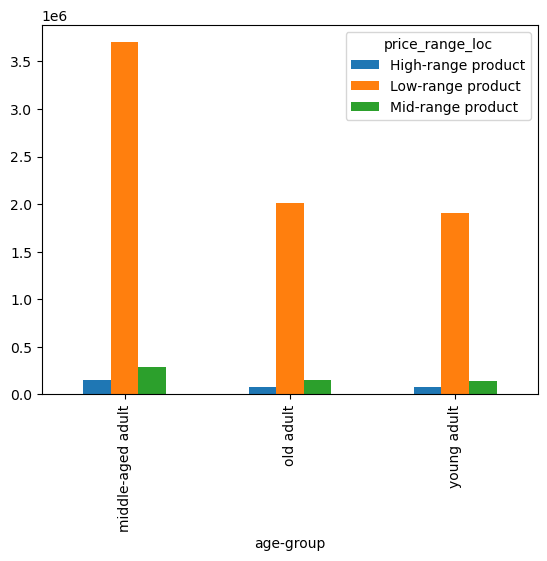 1e6
price_range_loc
High-range product
Low-range product
Mid-range product
3.5
3.0
2.5
2.0
1.5
1.0
0.5
0.0
middle-aged adult
old adult
young adult
age-group